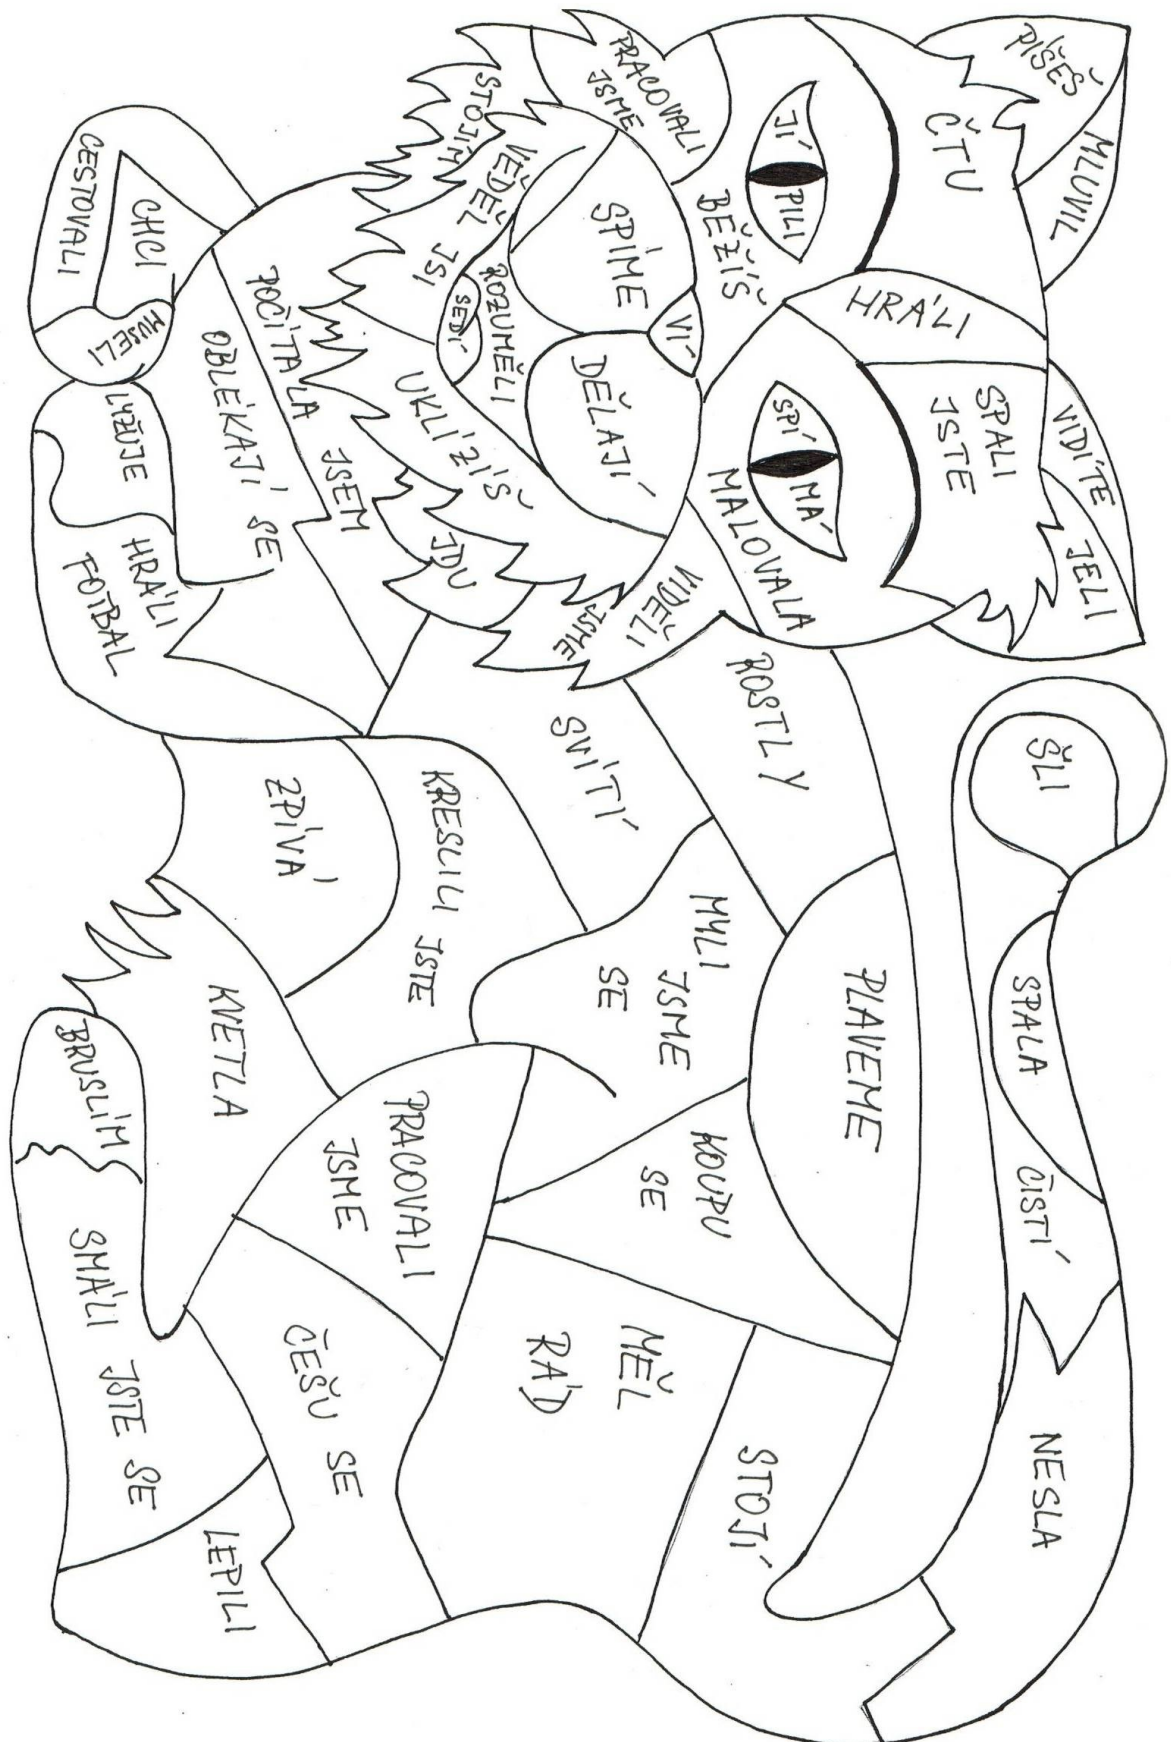 PÍŠEŠ
MLUVIL
VIDÍTE
JELI
ČTU
HRÁLI
SPALI
JSTE
JÍ
PILI
SPÍ
MÁ
BĚŽÍŠ
MALOVALA
PRACOVALI
JSME
VÍ
SPÍME
DĚLAJÍ
VIDĚLI
JSME
STOJÍM
VĚDĚL JSI
ROZUMĚLI
SEDÍ
UKLÍZÍŠ
JDU
ŠLI
SPALA
ČISTÍ
NESLA
ROSTLY
PLAVEME
SVÍTÍ
MYLI
JSME
SE
KOUPU
SE
MĚL
RÁD
STOJÍ
POČÍTALA JSEM
OBLÉKAJÍ SE
CHCI
CESTOVALI
MUSELI
LYŽUJE
HRÁLI
FOTBAL
KRESLILI JSTE
ZPÍVÁ
KVETLA
PRACOVALI
JSME
ČEŠU SE
BRUSLÍM
SMÁLI JSTE SE
LEPILI